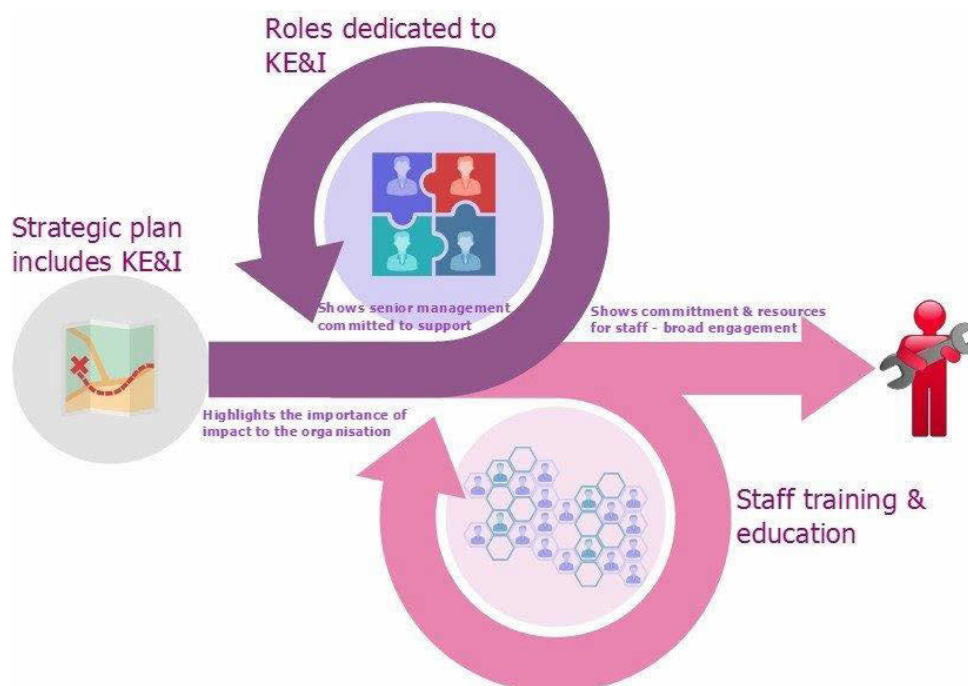 Roles dedicated to
KE&I
Strategic plan
includes KE&I
Shows senior management
committed to support
Shows committment & resources
for staff - broad engagement
Highlights the importance of
impact to the organisation
Staff training &
education